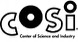 COSI
Center of Science and Industry